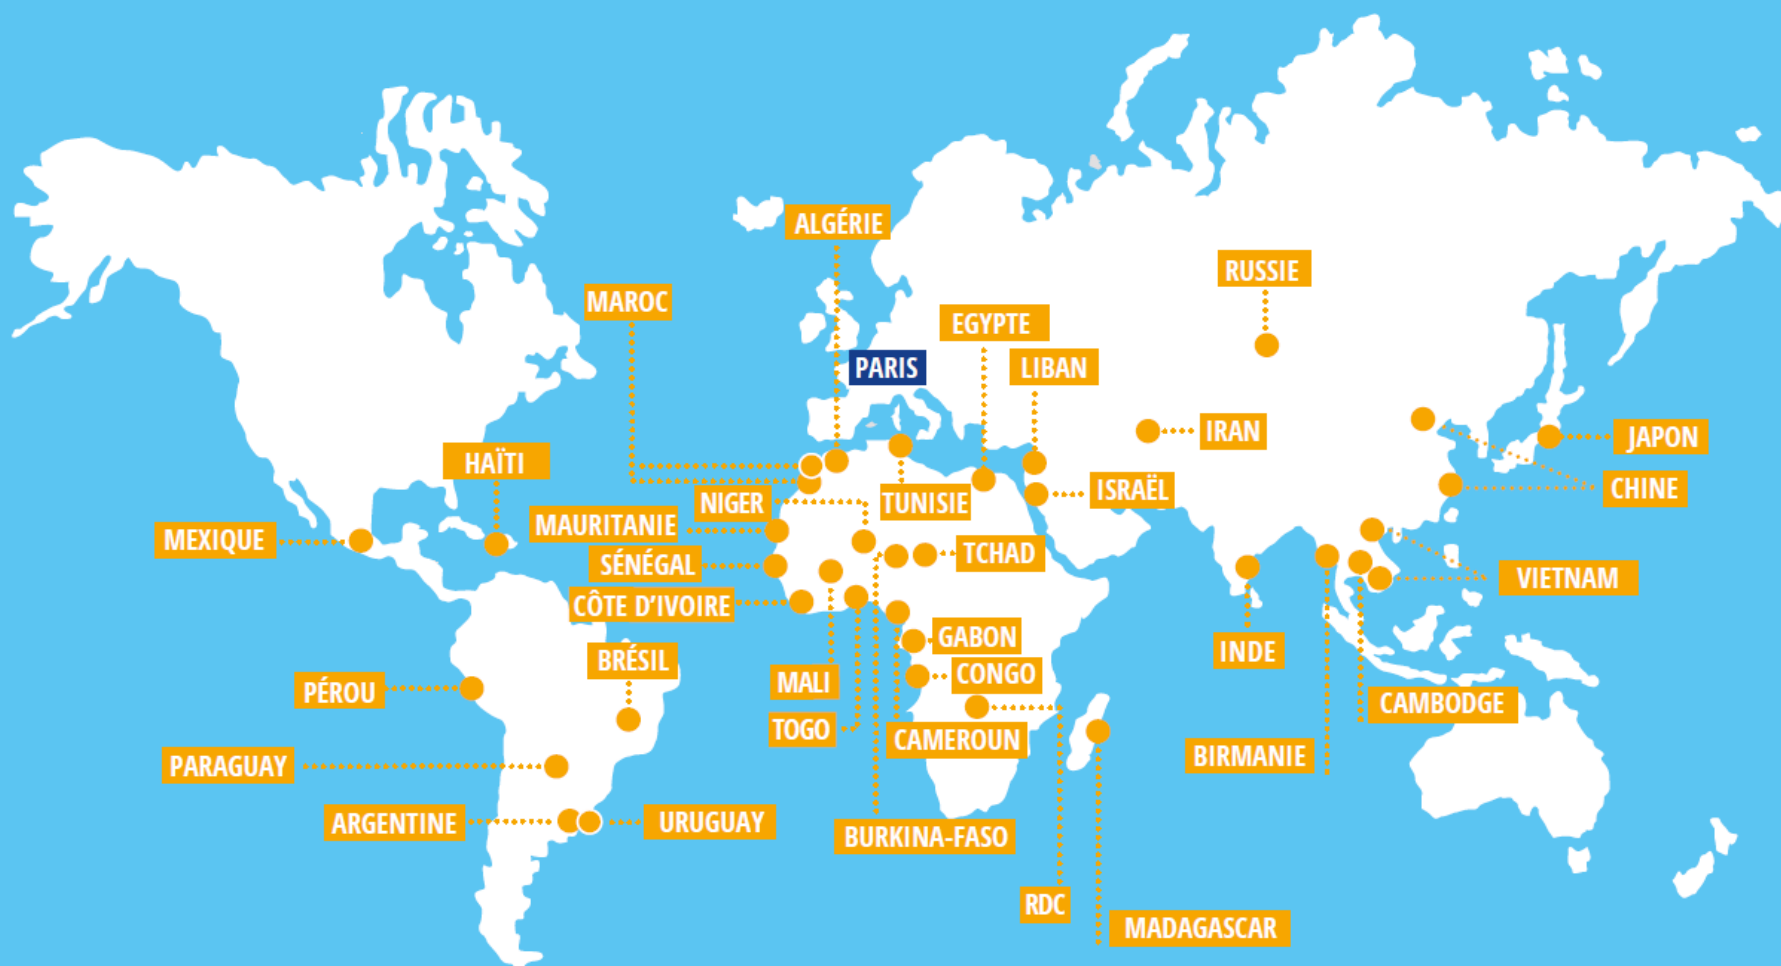 ALGÉRIE
RUSSIE
MAROC
EGYPTE
PARIS
LIBAN
IRAN
JAPON
HAÏTI
CHINE
ISRAËL
NIGER
TUNISIE
MAURITANIE
MEXIQUE
TCHAD
SÉNÉGAL
VIETNAM
CÔTE D'IVOIRE
GABON
INDE
BRÉSIL
CONGO
MALI
PÉROU
CAMBODGE
TOGO
CAMEROUN
BIRMANIE
PARAGUAY
ARGENTINE
URUGUAY
BURKINA-FASO
RDC
MADAGASCAR